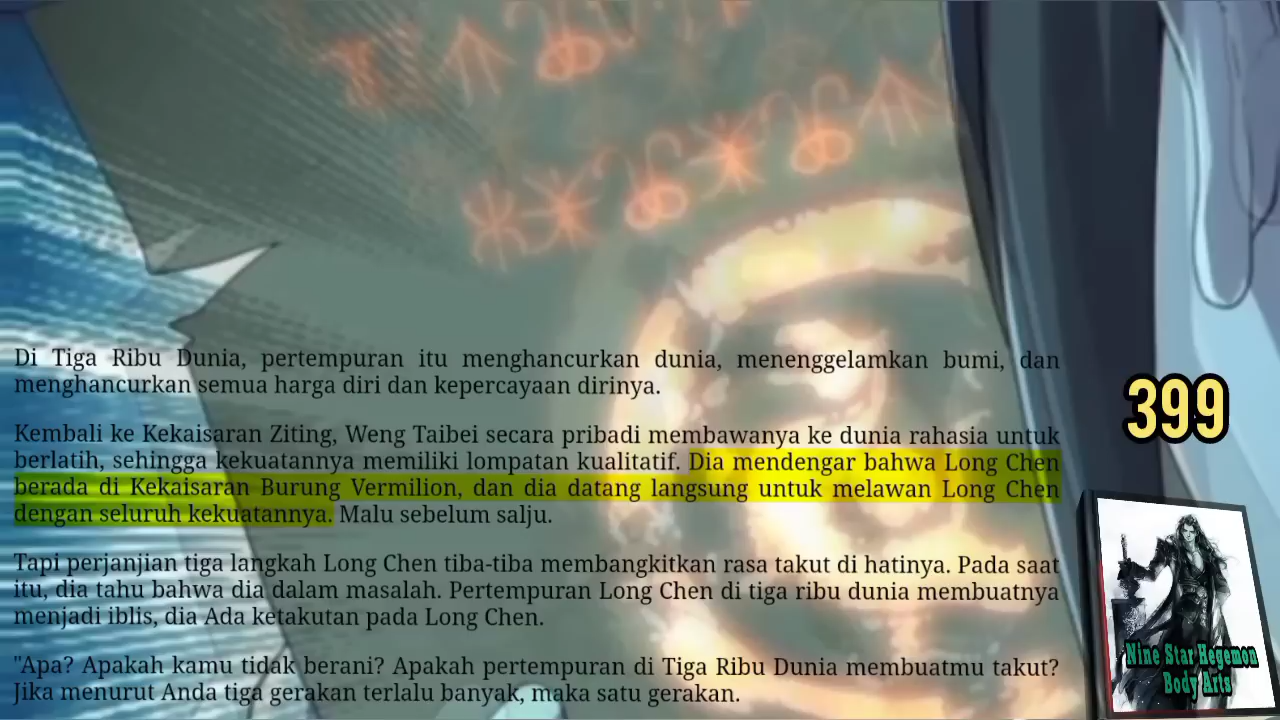 Di Tiga Ribu Dunia, pertempuran itu menghancurkan dunia, menenggelamkan bumi, dan
menghancurkan semua harga diri dan kepercayaan dirinya.
Kembali ke Kekaisaran Ziting, Weng Taibei secara pribadi membawanya ke dunia rahasia untuk
berlatih, sehingga kekuatannya memiliki lompatan kualitatif. Dia mendengar bahwa Long Chen
berada di Kekaisaran Burung Vermilion, dan dia datang langsung untuk melawan Long Chen
dengan seluruh kekuatannya. Malu sebelum salju.
Tapi perjanjian tiga langkah Long Chen tiba-tiba membangkitkan rasa takut di hatinya. Pada saat
itu, dia tahu bahwa dia dalam masalah. Pertempuran Long Chen di tiga ribu dunia membuatnya
menjadi iblis, dia Ada ketakutan pada Long Chen.
"Apa? Apakah kamu tidak berani? Apakah pertempuran di Tiga Ribu Dunia membuatmu takut?
Jika menurut Anda tiga gerakan terlalu banyak, maka satu gerakan.
399
Nine Star Hegemon
Body Arts